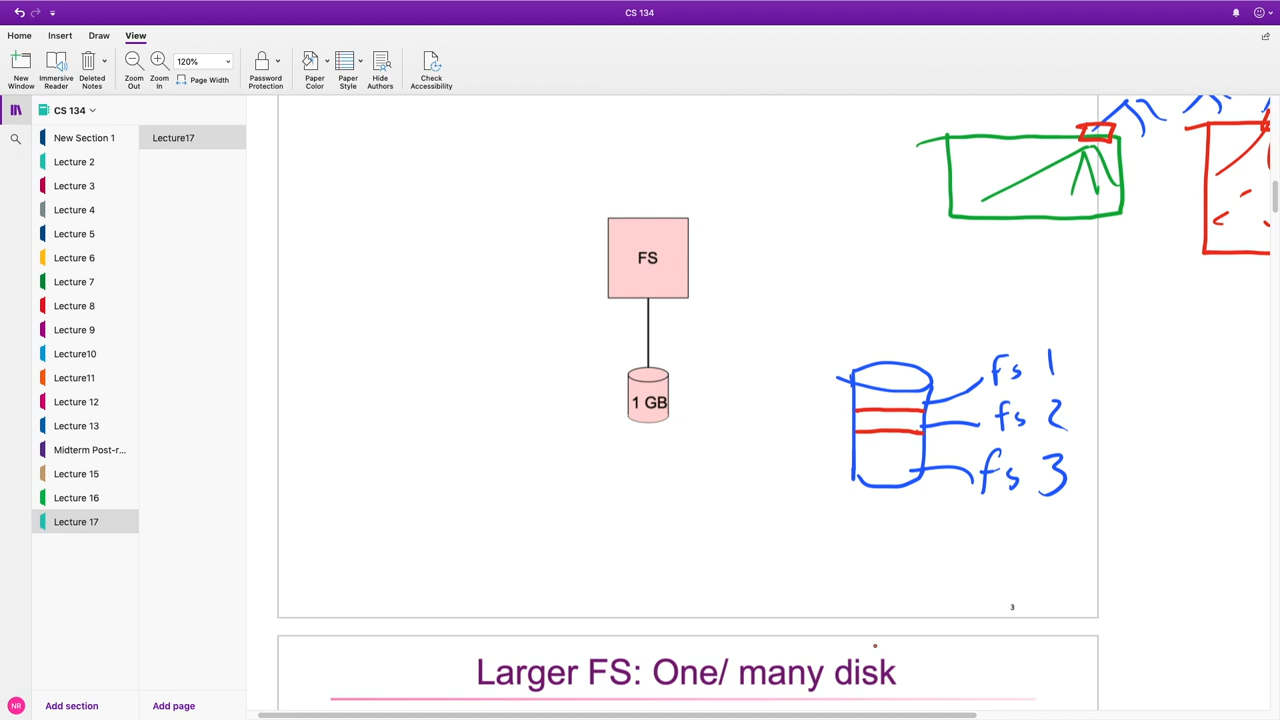 CS 134
Home Insert Draw View
120%
Page Width
New Window
Immersive Reader
Deleted Notes
Zoom Out
Zoom In
Password Protection
Paper Color
Paper Style
Hide Authors
Check Accessibility
CS 134
New Section 1
Lecture 2
Lecture 3
Lecture 4
Lecture 5
Lecture 6
Lecture 7
Lecture 8
Lecture 9
Lecture10
Lecture11
Lecture 12
Lecture 13
Midterm Post-r...
Lecture 15
Lecture 16
Lecture 17
Lecture17
FS
1 GB
fs 1
fs 2
fs 3
3
Larger FS: One/ many disk
NR
Add section
Add page